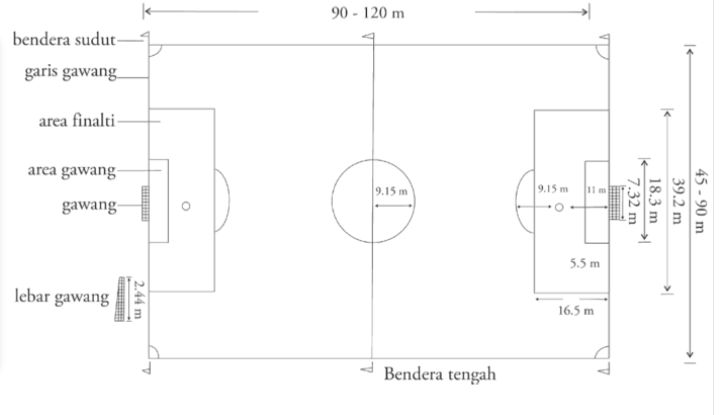 90 - 120 m
bendera sudut
garis gawang
area finalti
area gawang
gawang
lebar gawang
2.44 m
9.15 m
9.15 m
11 m
5.5 m
16.5 m
7.32 m
18.3 m
39.2 m
45 - 90 m
Bendera tengah